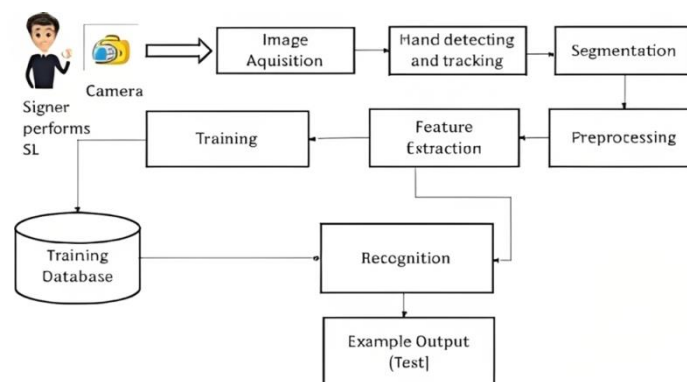 Image
Aquisition
Hand detecting
and tracking
Segmentation
Camera
Signer
performs
SL
Training
Feature
Extraction
Preprocessing
Training
Database
Recognition
Example Output
(Test]